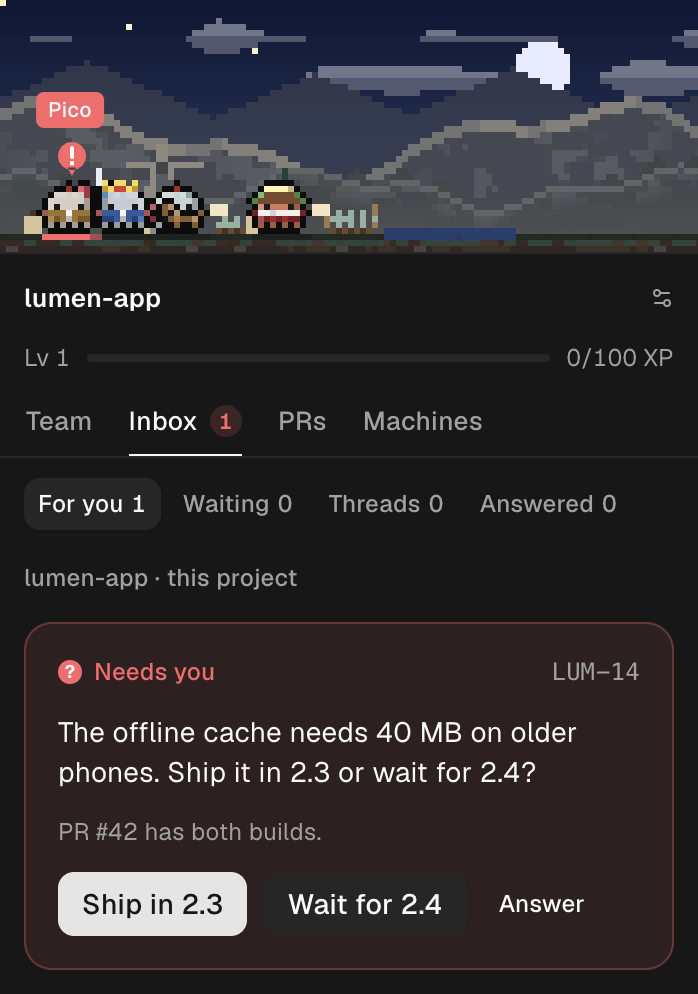 Pico
lumen-app
Lv 1
0/100 XP
Team
Inbox 1
PRs
Machines
For you 1
Waiting 0
Threads 0
Answered 0
lumen-app · this project
Needs you
LUM-14
The offline cache needs 40 MB on older
phones. Ship it in 2.3 or wait for 2.4?
PR #42 has both builds.
Ship in 2.3
Wait for 2.4
Answer